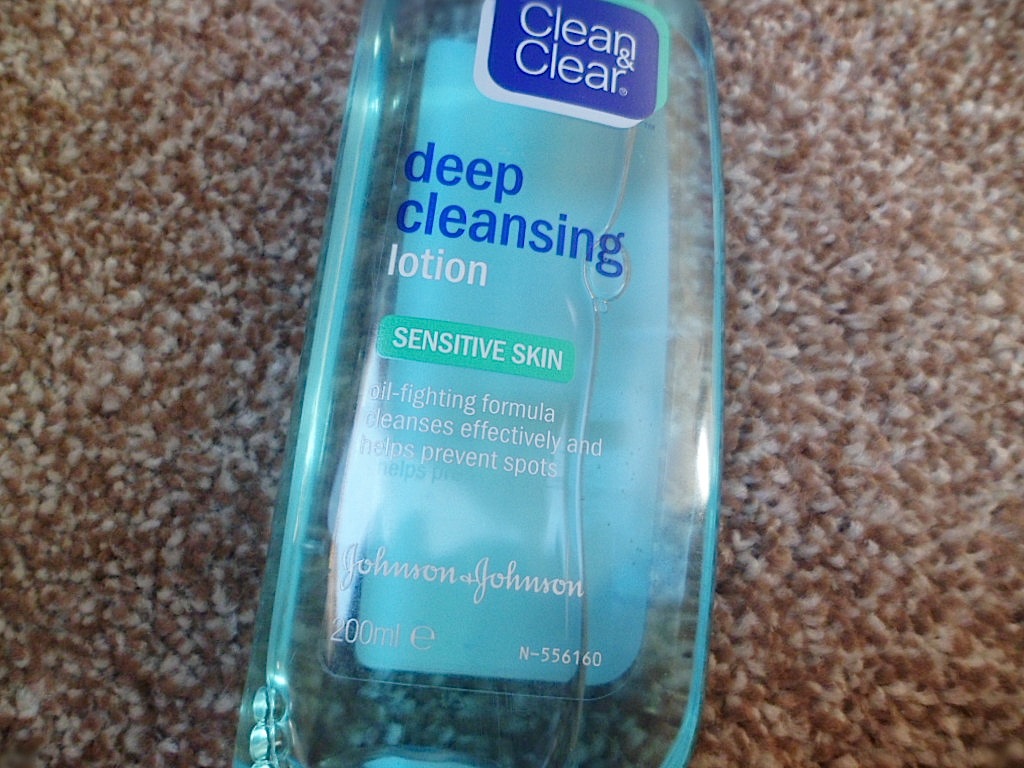 Clean
&
Clear®
™
deep
cleansing
lotion
SENSITIVE SKIN
oil-fighting formula
cleanses effectively and
helps prevent spots
Johnson & Johnson
200ml ℮
N-556160